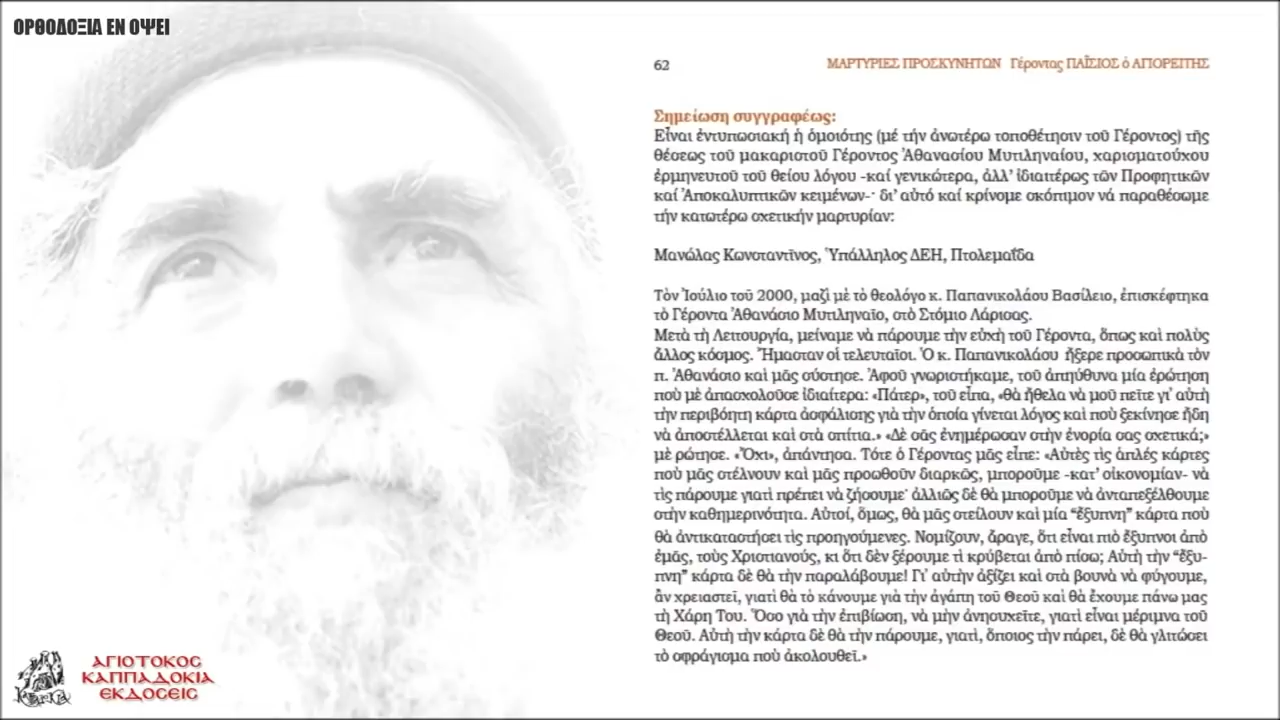 ΟΡΘΟΔΟΞΙΑ ΕΝ ΟΨΕΙ
62
ΜΑΡΤΥΡΙΕΣ ΠΡΟΣΚΥΝΗΤΩΝ Γέροντας ΠΑΪΣΙΟΣ ὁ ΑΓΙΟΡΕΙΤΗΣ
Σημείωση συγγραφέως:
Εἶναι ἐντυπωσιακή ἡ ὁμοιότης (μέ τήν ἀνωτέρω τοποθέτησιν τοῦ Γέροντος) τῆς
θέσεως τοῦ μακαριστοῦ Γέροντος Ἀθανασίου Μυτιληναίου, χαρισματούχου
ἑρμηνευτοῦ τοῦ θείου λόγου -καί γενικώτερα, ἀλλ’ ἰδιαιτέρως τῶν Προφητικῶν
καί Ἀποκαλυπτικῶν κειμένων-· δι’ αὐτό καί κρίνομε σκόπιμον νά παραθέσωμε
τήν κατωτέρω σχετικήν μαρτυρίαν:
Μανώλας Κωνσταντῖνος, Ὑπάλληλος ΔΕΗ, Πτολεμαΐδα
Τὸν Ἰούλιο τοῦ 2000, μαζὶ μὲ τὸ θεολόγο κ. Παπανικολάου Βασίλειο, ἐπισκέφτηκα
τὸ Γέροντα Ἀθανάσιο Μυτιληναῖο, στὸ Στόμιο Λάρισας.
Μετὰ τὴ Λειτουργία, μείναμε νὰ πάρουμε τὴν εὐχὴ τοῦ Γέροντα, ὅπως καὶ πολὺς
ἄλλος κόσμος. Ἤμασταν οἱ τελευταῖοι. Ὁ κ. Παπανικολάου ἤξερε προσωπικὰ τὸν
π. Ἀθανάσιο καὶ μᾶς σύστησε. Ἀφοῦ γνωριστήκαμε, τοῦ ἀπηύθυνα μία ἐρώτηση
ποὺ μὲ ἀπασχολοῦσε ἰδιαίτερα: «Πάτερ», τοῦ εἶπα, «θὰ ἤθελα νὰ μοῦ πεῖτε γι’ αὐτὴ
τὴν περιβόητη κάρτα ἀσφάλισης γιὰ τὴν ὁποία γίνεται λόγος καὶ ποὺ ξεκίνησε ἤδη
νὰ ἀποστέλλεται καὶ στὰ σπίτια.» «Δὲ σᾶς ἐνημέρωσαν στὴν ἐνορία σας σχετικά;»
μὲ ρώτησε. «Ὄχι», ἀπάντησα. Τότε ὁ Γέροντας μᾶς εἶπε: «Αὐτὲς τὶς ἁπλές κάρτες
ποὺ μᾶς στέλνουν καὶ μᾶς προωθοῦν διαρκῶς, μποροῦμε -κατ’ οἰκονομίαν- νὰ
τὶς πάρουμε γιατὶ πρέπει νὰ ζήσουμε· ἀλλιῶς δὲ θὰ μποροῦμε νὰ ἀνταπεξέλθουμε
στὴν καθημερινότητα. Αὐτοί, ὅμως, θὰ μᾶς στείλουν καὶ μία “ἔξυπνη” κάρτα ποὺ
θὰ ἀντικαταστήσει τὶς προηγούμενες. Νομίζουν, ἄραγε, ὅτι εἶναι πιὸ ἔξυπνοι ἀπὸ
ἐμᾶς, τοὺς Χριστιανούς, κι ὅτι δὲν ξέρουμε τὶ κρύβεται ἀπὸ πίσω; Αὐτὴ τὴν “ἔξυ-
πνη” κάρτα δὲ θὰ τὴν παραλάβουμε! Γι’ αὐτὴν ἀξίζει καὶ στὰ βουνὰ νὰ φύγουμε,
ἂν χρειαστεῖ, γιατὶ θὰ τὸ κάνουμε γιὰ τὴν ἀγάπη τοῦ Θεοῦ καὶ θὰ ἔχουμε πάνω μας
τὴ Χάρη Του. Ὅσο γιὰ τὴν ἐπιβίωση, νὰ μὴν ἀνησυχεῖτε, γιατὶ εἶναι μέριμνα τοῦ
Θεοῦ. Αὐτὴ τὴν κάρτα δὲ θὰ τὴν πάρουμε, γιατί, ὅποιος τὴν πάρει, δὲ θὰ γλιτώσει
τὸ σφράγισμα ποὺ ἀκολουθεῖ.»
ΑΓΙΟΤΟΚΟΣ
ΚΑΠΠΑΔΟΚΙΑ
ΕΚΔΟΣΕΙΣ